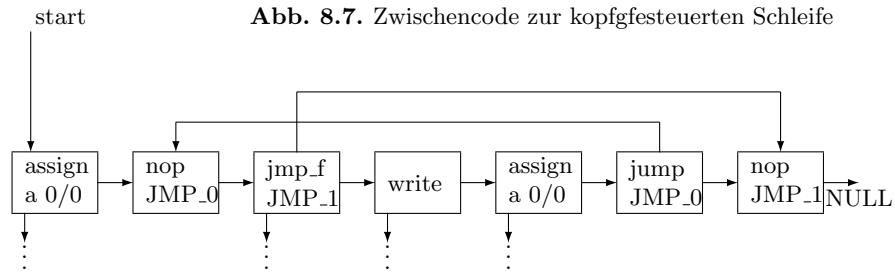 start
Abb. 8.7. Zwischencode zur kopfgfesteuerten Schleife
assign
a 0/0
nop
JMP_0
jmp_f
JMP_1
write
assign
a 0/0
jump
JMP_0
nop
JMP_1
NULL